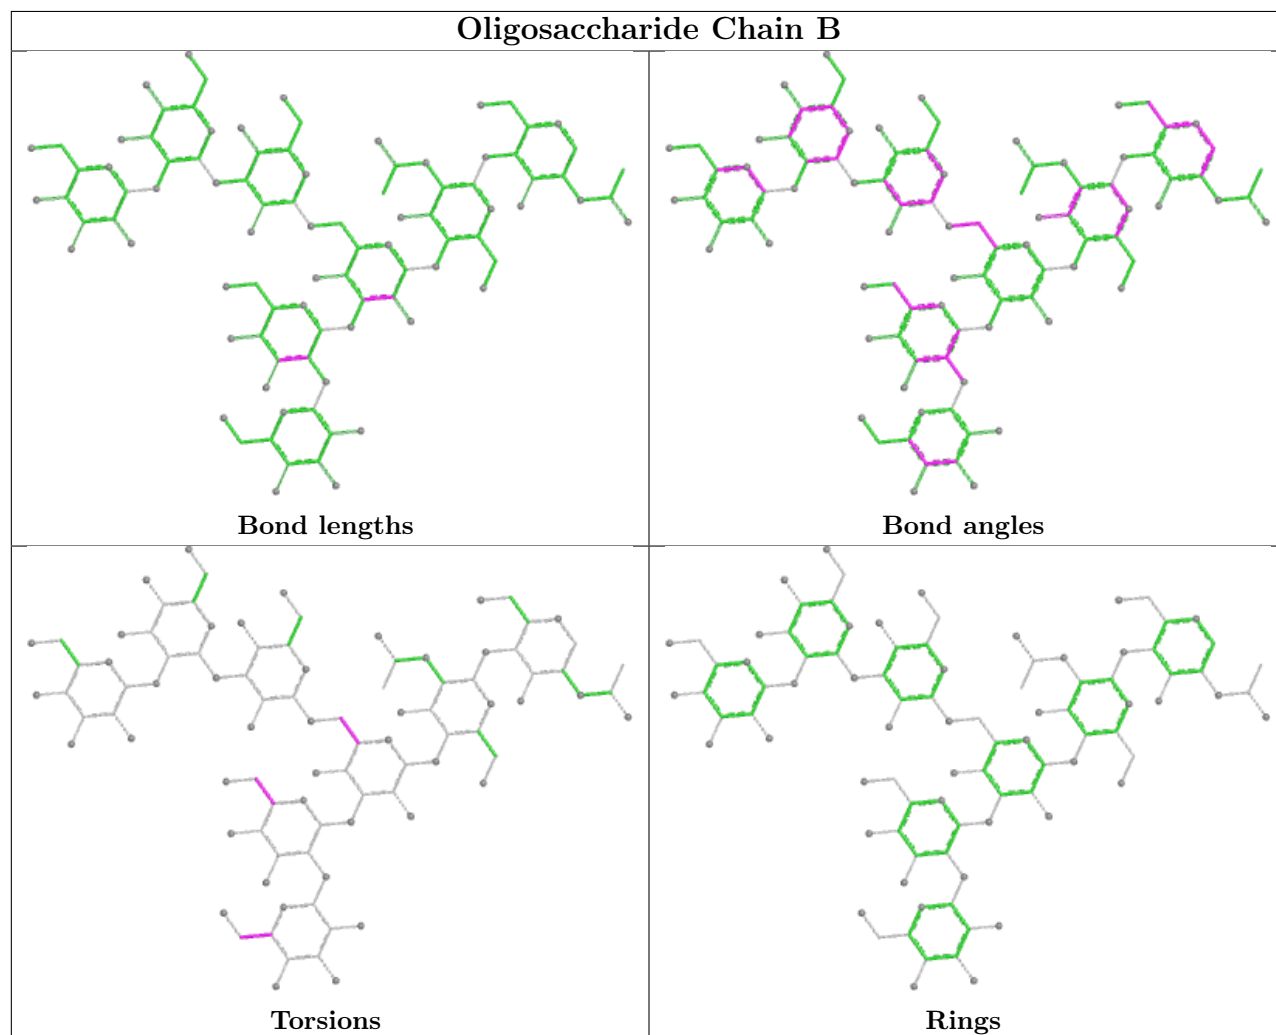 Oligosaccharide Chain B
Bond lengths
Bond angles
Torsions
Rings